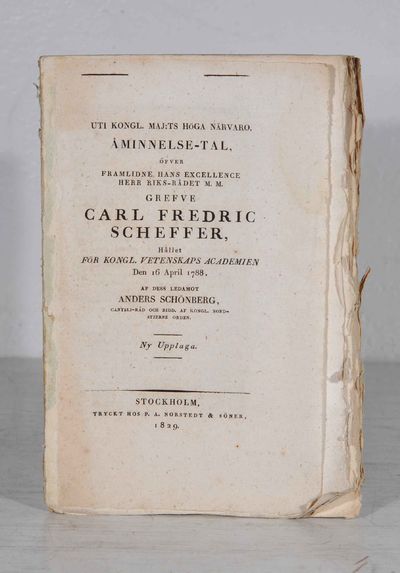 UTI KONGL. MAJ:TS HÖGA NÄRVARO.
ÅMINNELSE-TAL,
ÖFVER
FRAMLIDNE HANS EXCELLENCE
HERR RIKS-RÅDET M. M.
GREFVE
CARL FREDRIC
SCHEFFER,
Hållet
FÖR KONGL. VETENSKAPS ACADEMIEN
Den 16 April 1788,
AF DESS LEDAMOT
ANDERS SCHÖNBERG,
CANSLI-RÅD OCH RIDD. AF KONGL. NORD-
STJERNE ORDEN.
Ny Upplaga.
STOCKHOLM,
TRYCKT HOS P. A. NORSTEDT & SÖNER,
1829.